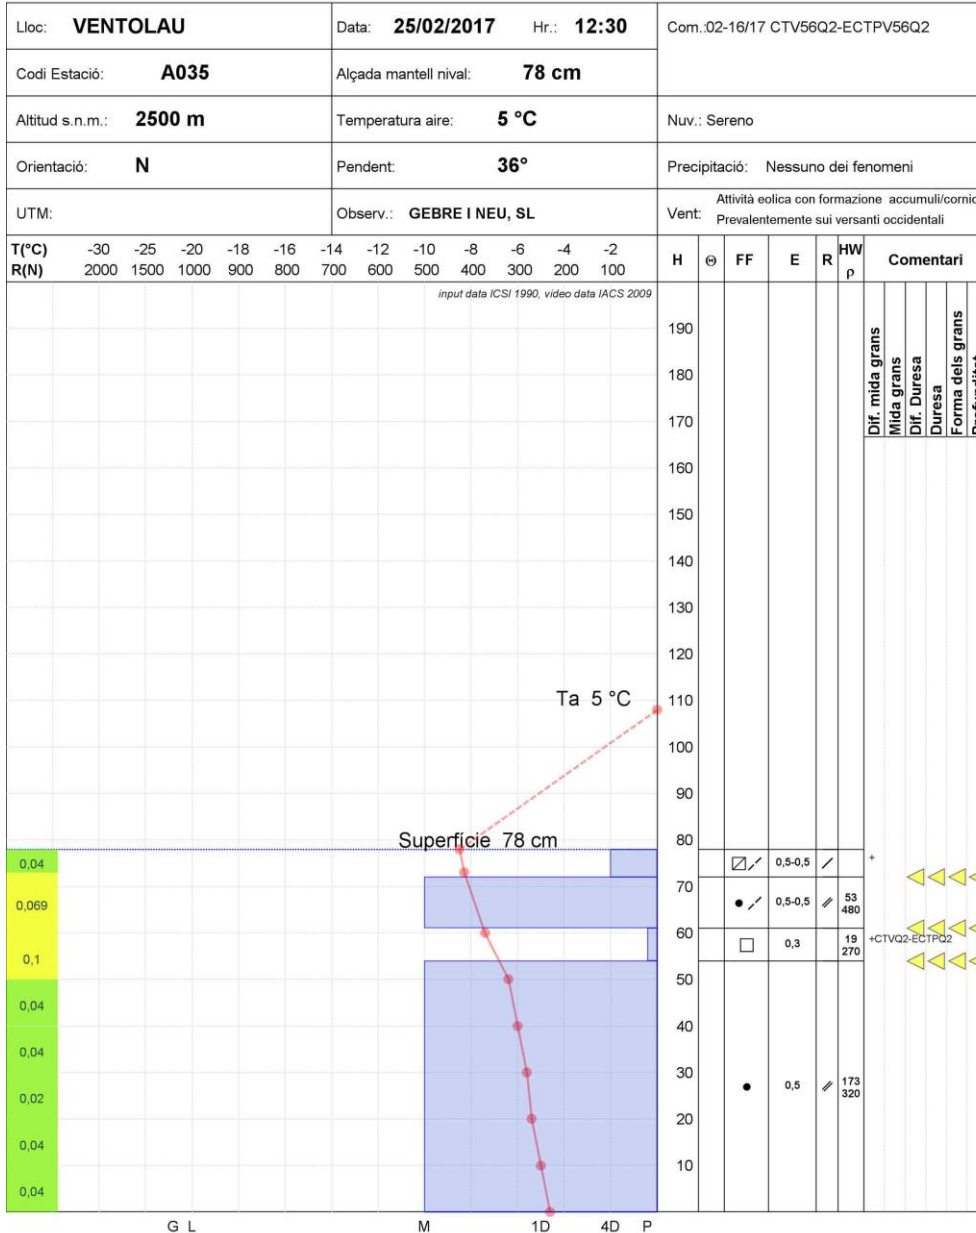 Lloc: VENTOLAU Data: 25/02/2017 Hr.: 12:30 Com.:02-16/17 CTV56Q2-ECTPV56Q2
Codi Estació: A035 Alçada mantell nival: 78 cm
Altitud s.n.m.: 2500 m Temperatura aire: 5 °C Nuv.: Sereno
Orientació: N Pendent: 36° Precipitació: Nessuno dei fenomeni
UTM: Observ.: GEBRE I NEU, SL Vent: Attività eolica con formazione accumuli/cornic
Prevalentemente sui versanti occidentali
T(°C) -30 -25 -20 -18 -16 -14 -12 -10 -8 -6 -4 -2
R(N) 2000 1500 1000 900 800 700 600 500 400 300 200 100
H Θ FF E R HW ρ Comentari
input data ICSI 1990, video data IACS 2009
Dif. mida grans
Mida grans
Dif. Duresa
Duresa
Forma dels grans
190
180
170
160
150
140
130
120
Ta 5 °C 110
100
90
Superfície 78 cm 80
0,04 0,5-0,5 +
70
0,069 0,5-0,5 53
480
60
0,3 19 +CTVQ2-ECTPQ2
270
0,1
50
0,04
40
0,04
30
0,5 173
320
0,02
20
0,04
10
0,04
G L M 1D 4D P